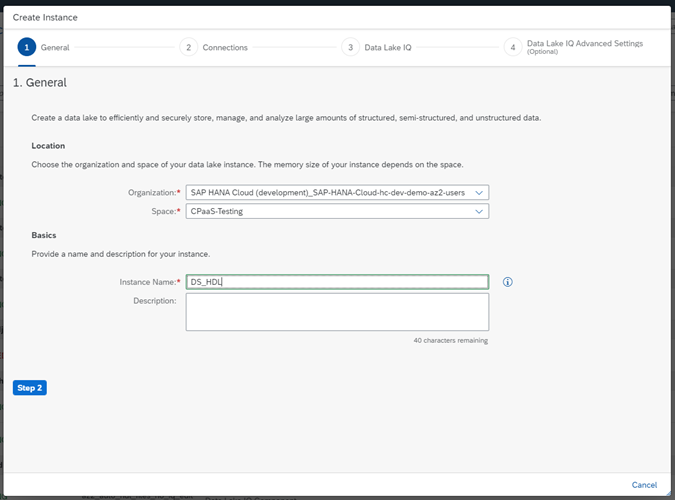 Create Instance
1 General
2 Connections
3 Data Lake IQ
4 Data Lake IQ Advanced Settings
(Optional)
1. General
Create a data lake to efficiently and securely store, manage, and analyze large amounts of structured, semi-structured, and unstructured data.
Location
Choose the organization and space of your data lake instance. The memory size of your instance depends on the space.
Organization:* SAP HANA Cloud (development)_SAP-HANA-Cloud-hc-dev-demo-az2-users
Space:* CPaaS-Testing
Basics
Provide a name and description for your instance.
Instance Name:* DS_HDL
Description:
40 characters remaining
Step 2
Cancel